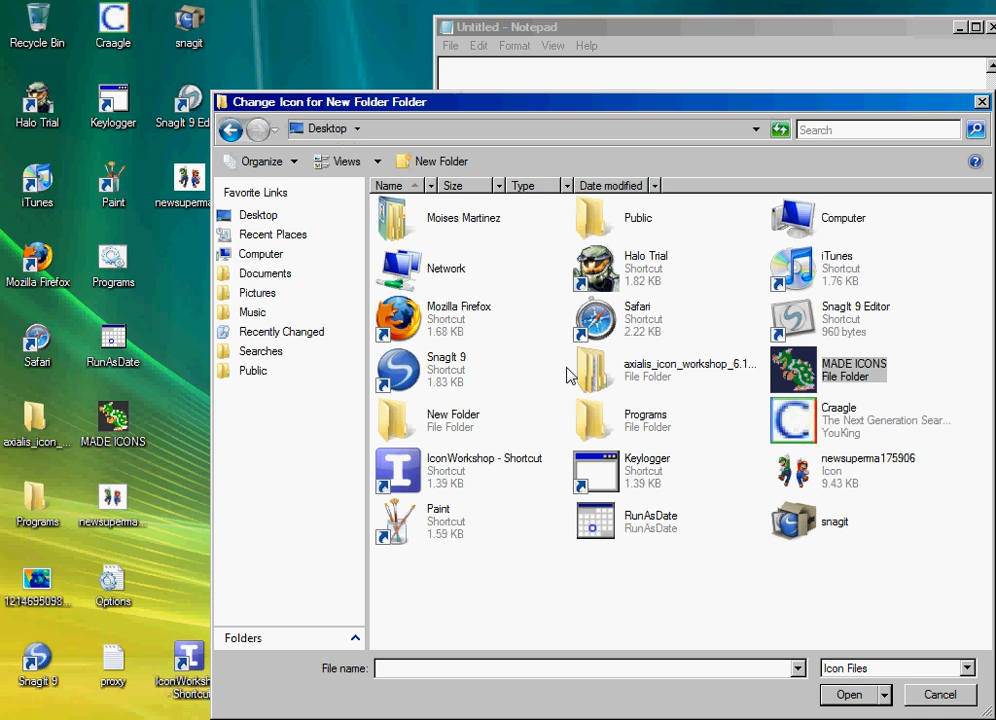 Recycle Bin
Craagle
snagit
Halo Trial
Keylogger
SnagIt 9 Ed
iTunes
Paint
newsuperma
Mozilla Firefox
Programs
Safari
RunAsDate
axialis_icon_...
MADE ICONS
Programs
newsuperma...
1214695098...
Options
SnagIt 9
proxy
IconWorksh
- Shortcut
Untitled - Notepad
File Edit Format View Help
Change Icon for New Folder Folder
Desktop
Search
Organize
Views
New Folder
Favorite Links
Desktop
Recent Places
Computer
Documents
Pictures
Music
Recently Changed
Searches
Public
Folders
Name Size Type Date modified
Moises Martinez
Public
Computer
Network
Halo Trial
Shortcut
1.82 KB
iTunes
Shortcut
1.76 KB
Mozilla Firefox
Shortcut
1.68 KB
Safari
Shortcut
2.22 KB
SnagIt 9 Editor
Shortcut
960 bytes
SnagIt 9
Shortcut
1.83 KB
axialis_icon_workshop_6.1...
File Folder
MADE ICONS
File Folder
New Folder
File Folder
Programs
File Folder
Craagle
The Next Generation Sear...
YouKing
IconWorkshop - Shortcut
Shortcut
1.39 KB
Keylogger
Shortcut
1.39 KB
newsuperma175906
Icon
9.43 KB
Paint
Shortcut
1.59 KB
RunAsDate
RunAsDate
snagit
File name:
Icon Files
Open
Cancel